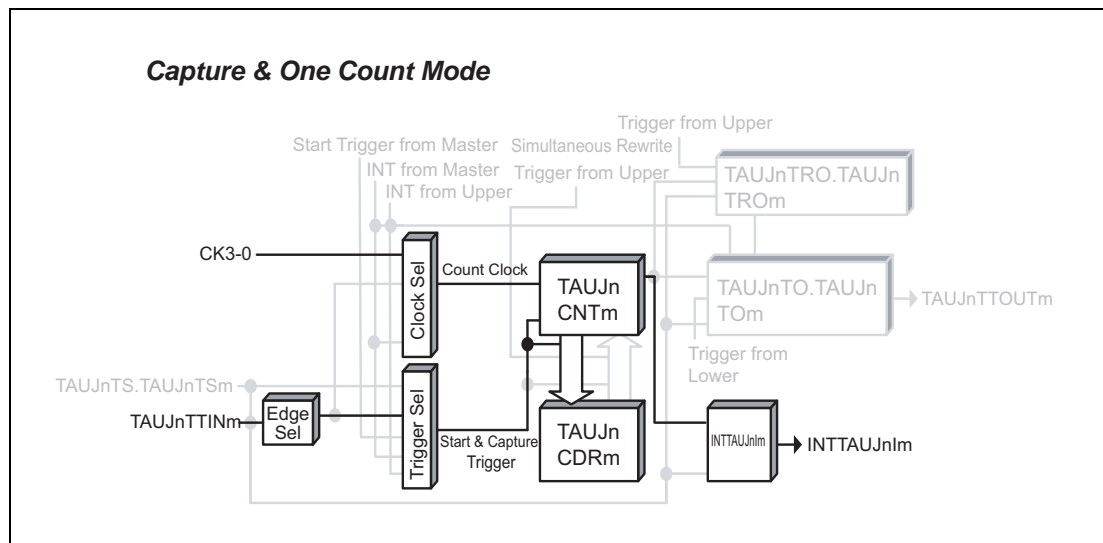 Capture & One Count Mode
Trigger from Upper
Start Trigger from Master
Simultaneous Rewrite
INT from Master
Trigger from Upper
INT from Upper
TAUJnTRO.TAUJn
TROm
CK3-0
Clock Sel
Count Clock
TAUJn
CNTm
TAUJnTO.TAUJn
TOm
TAUJnTTOUTm
Trigger from
Lower
TAUJnTS.TAUJnTSm
TAUJnTTINm
Edge
Sel
Trigger Sel
Start & Capture
Trigger
TAUJn
CDRm
INTTAUJnIm
INTTAUJnIm